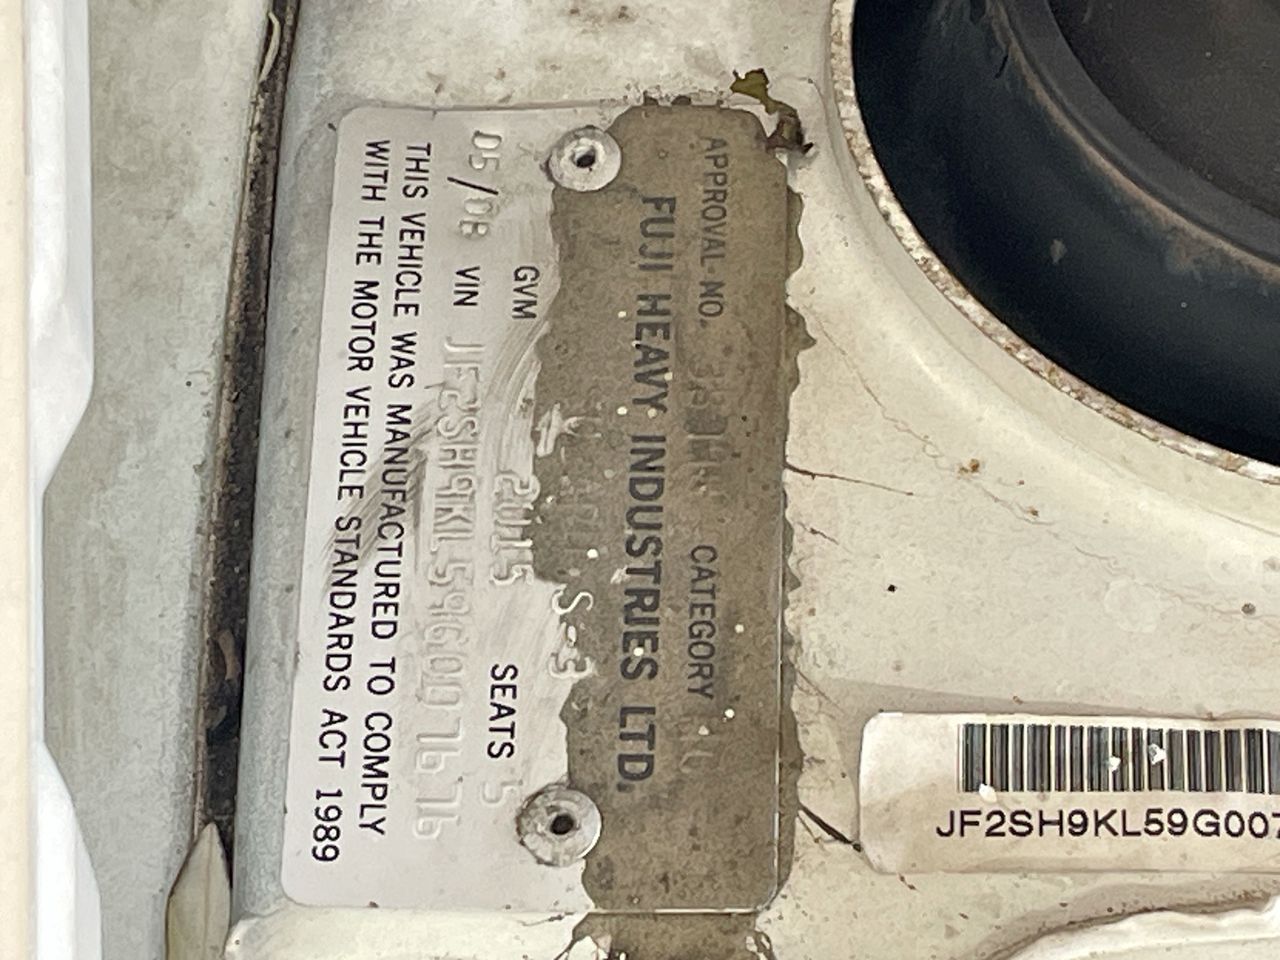 APPROVAL NO. CATEGORY
FUJI HEAVY INDUSTRIES LTD.
S-3
GVM 2015 SEATS 5
05/08 VIN JF2SH9KL59G007676
THIS VEHICLE WAS MANUFACTURED TO COMPLY
WITH THE MOTOR VEHICLE STANDARDS ACT 1989
JF2SH9KL59G007